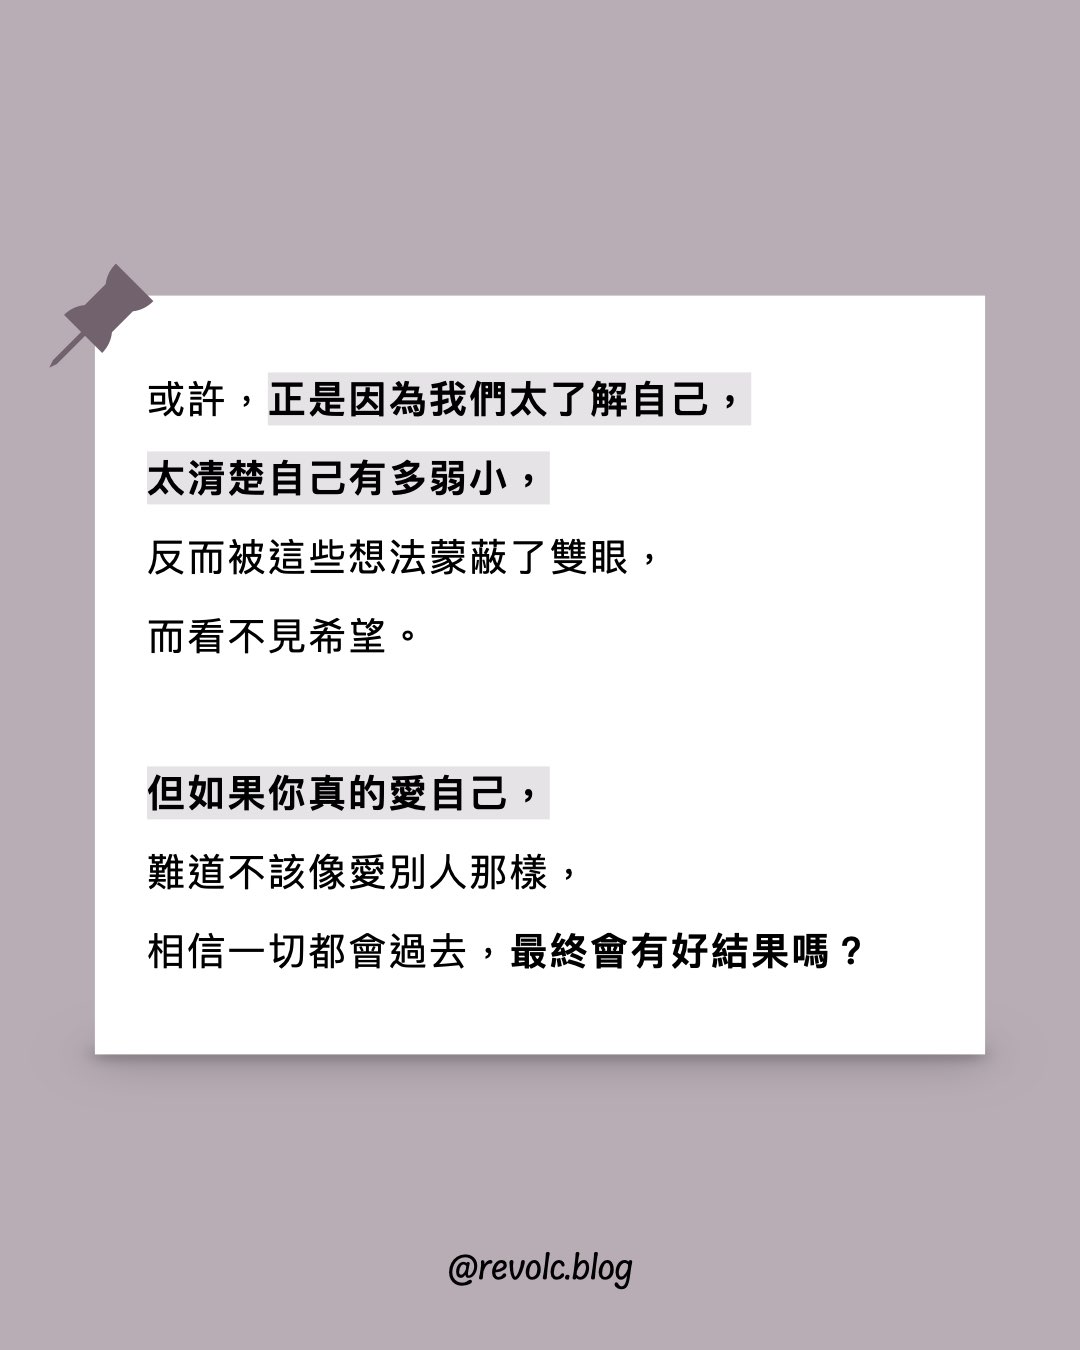 或許，正是因為我們太了解自己，
太清楚自己有多弱小，
反而被這些想法蒙蔽了雙眼，
而看不見希望。
但如果你真的愛自己，
難道不該像愛別人那樣，
相信一切都會過去，最終會有好結果嗎？
@revolc.blog